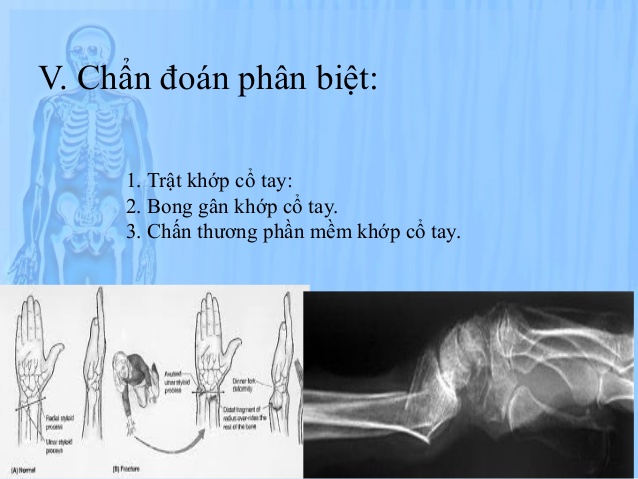 V. Chẩn đoán phân biệt:
1. Trật khớp cổ tay:
2. Bong gân khớp cổ tay.
3. Chấn thương phần mềm khớp cổ tay.
Radial styloid
process
Ulnar styloid
process
(A) Normal
Avulsed
ulnar styloid
process
Dinner fork
deformity
Distal fragment of
radius over-rides the
rest of the bone
(B) Fracture